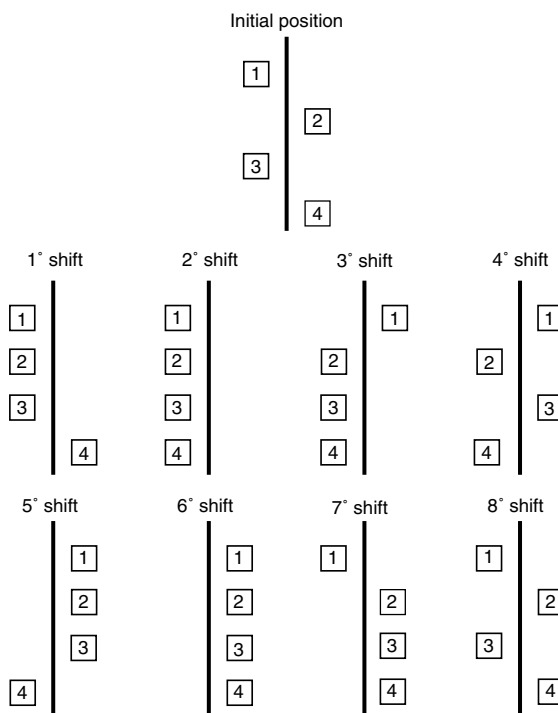 Initial position
1
2
3
4
1° shift 2° shift 3° shift 4° shift
1 1 1 1
2 2 2 2
3 3 3 3
4 4 4 4
5° shift 6° shift 7° shift 8° shift
1 1 1 1
2 2 2 2
3 3 3 3
4 4 4 4